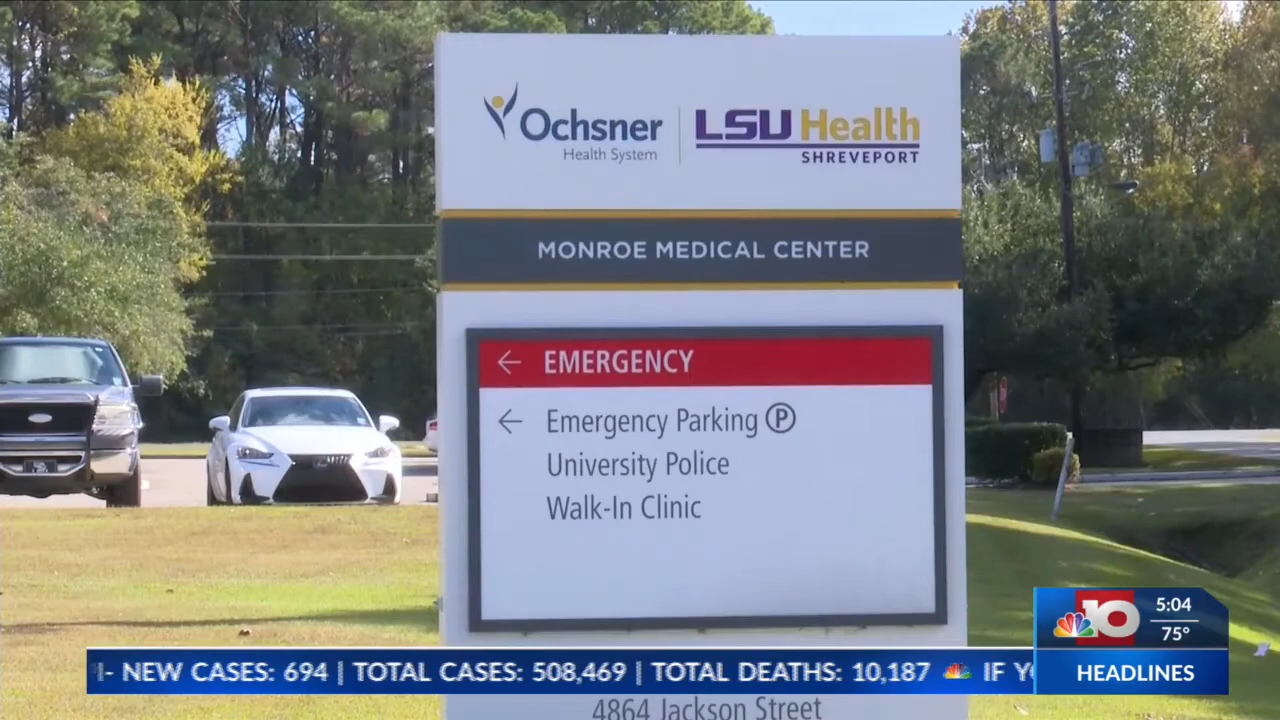 Ochsner
Health System
LSU Health
SHREVEPORT
MONROE MEDICAL CENTER
← EMERGENCY
← Emergency Parking Ⓟ
University Police
Walk-In Clinic
4864 Jackson Street
10
5:04
75°
HEADLINES
NEW CASES: 694 | TOTAL CASES: 508,469 | TOTAL DEATHS: 10,187 IF